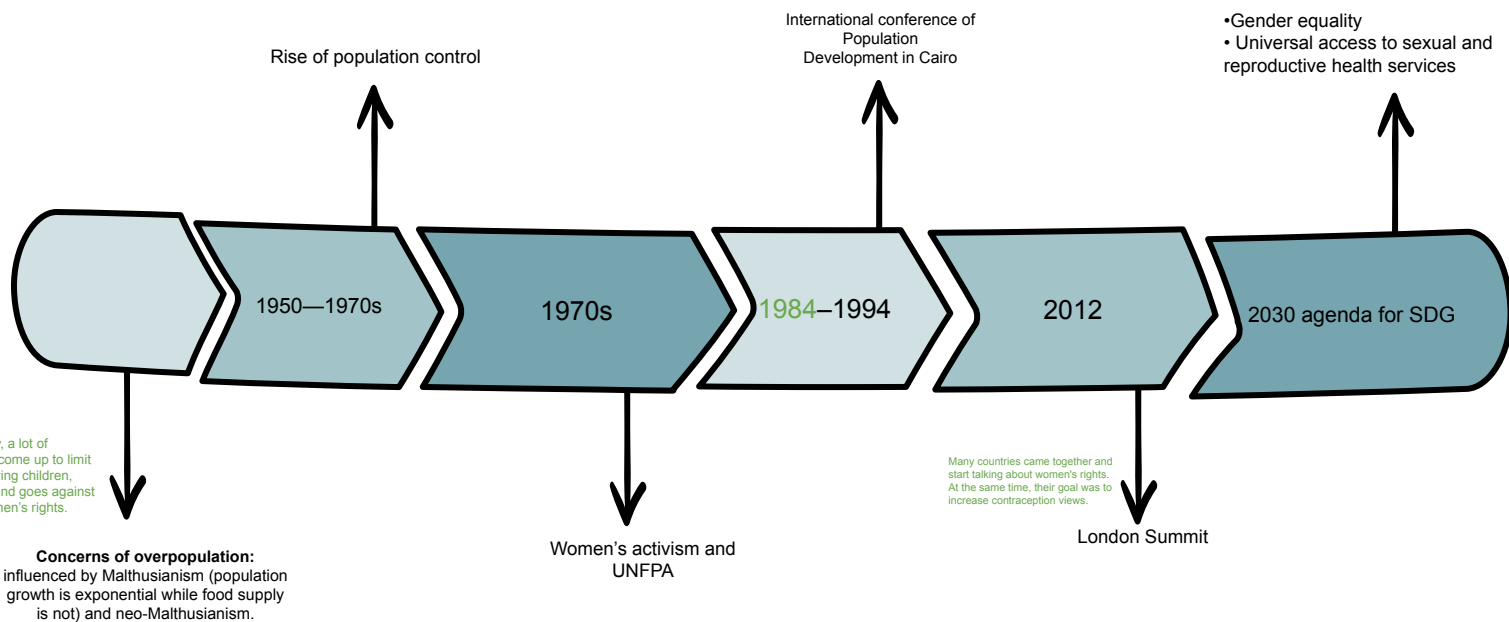 Rise of population control
International conference of
Population
Development in Cairo
•Gender equality
• Universal access to sexual and
reproductive health services
1950—1970s
1970s
1984–1994
2012
2030 agenda for SDG
, a lot of
come up to limit
ing children,
nd goes against
men's rights.
Concerns of overpopulation:
influenced by Malthusianism (population
growth is exponential while food supply
is not) and neo-Malthusianism.
Women's activism and
UNFPA
Many countries came together and
start talking about women's rights.
At the same time, their goal was to
increase contraception views.
London Summit